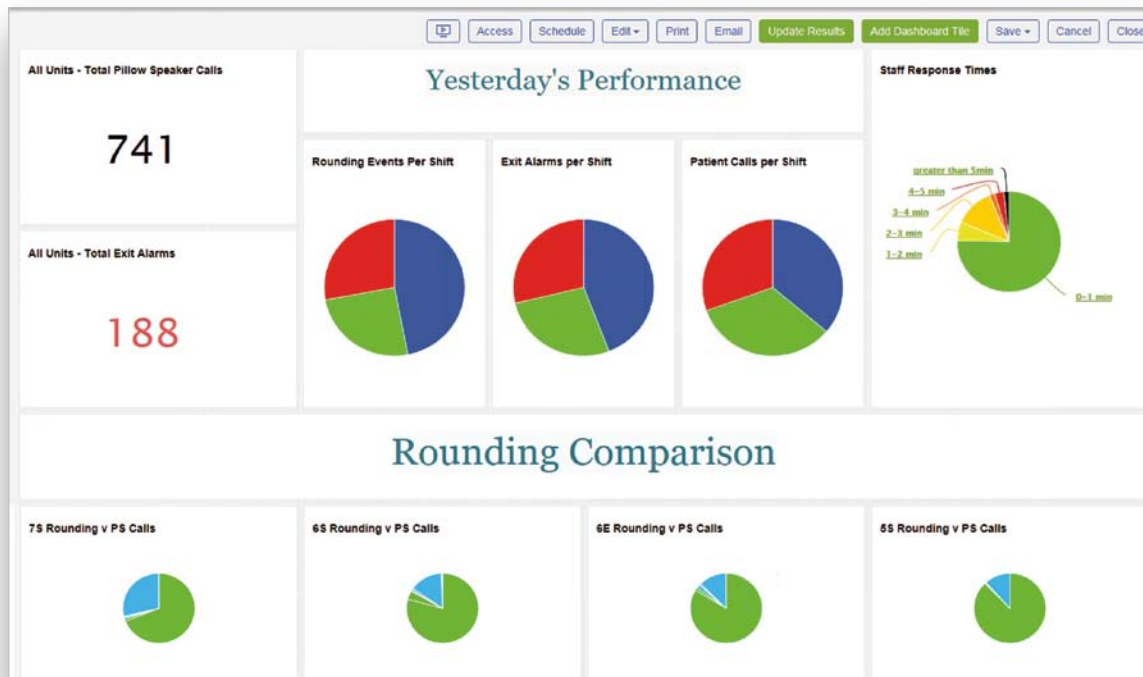 Access
Schedule
Edit
Print
Email
Update Results
Add Dashboard Tile
Save
Cancel
Close
All Units - Total Pillow Speaker Calls
741
Yesterday's Performance
Staff Response Times
Rounding Events Per Shift
Exit Alarms per Shift
Patient Calls per Shift
greater than 5min
4-5 min
3-4 min
2-3 min
1-2 min
0-1 min
All Units - Total Exit Alarms
188
Rounding Comparison
7S Rounding v PS Calls
6S Rounding v PS Calls
6E Rounding v PS Calls
5S Rounding v PS Calls